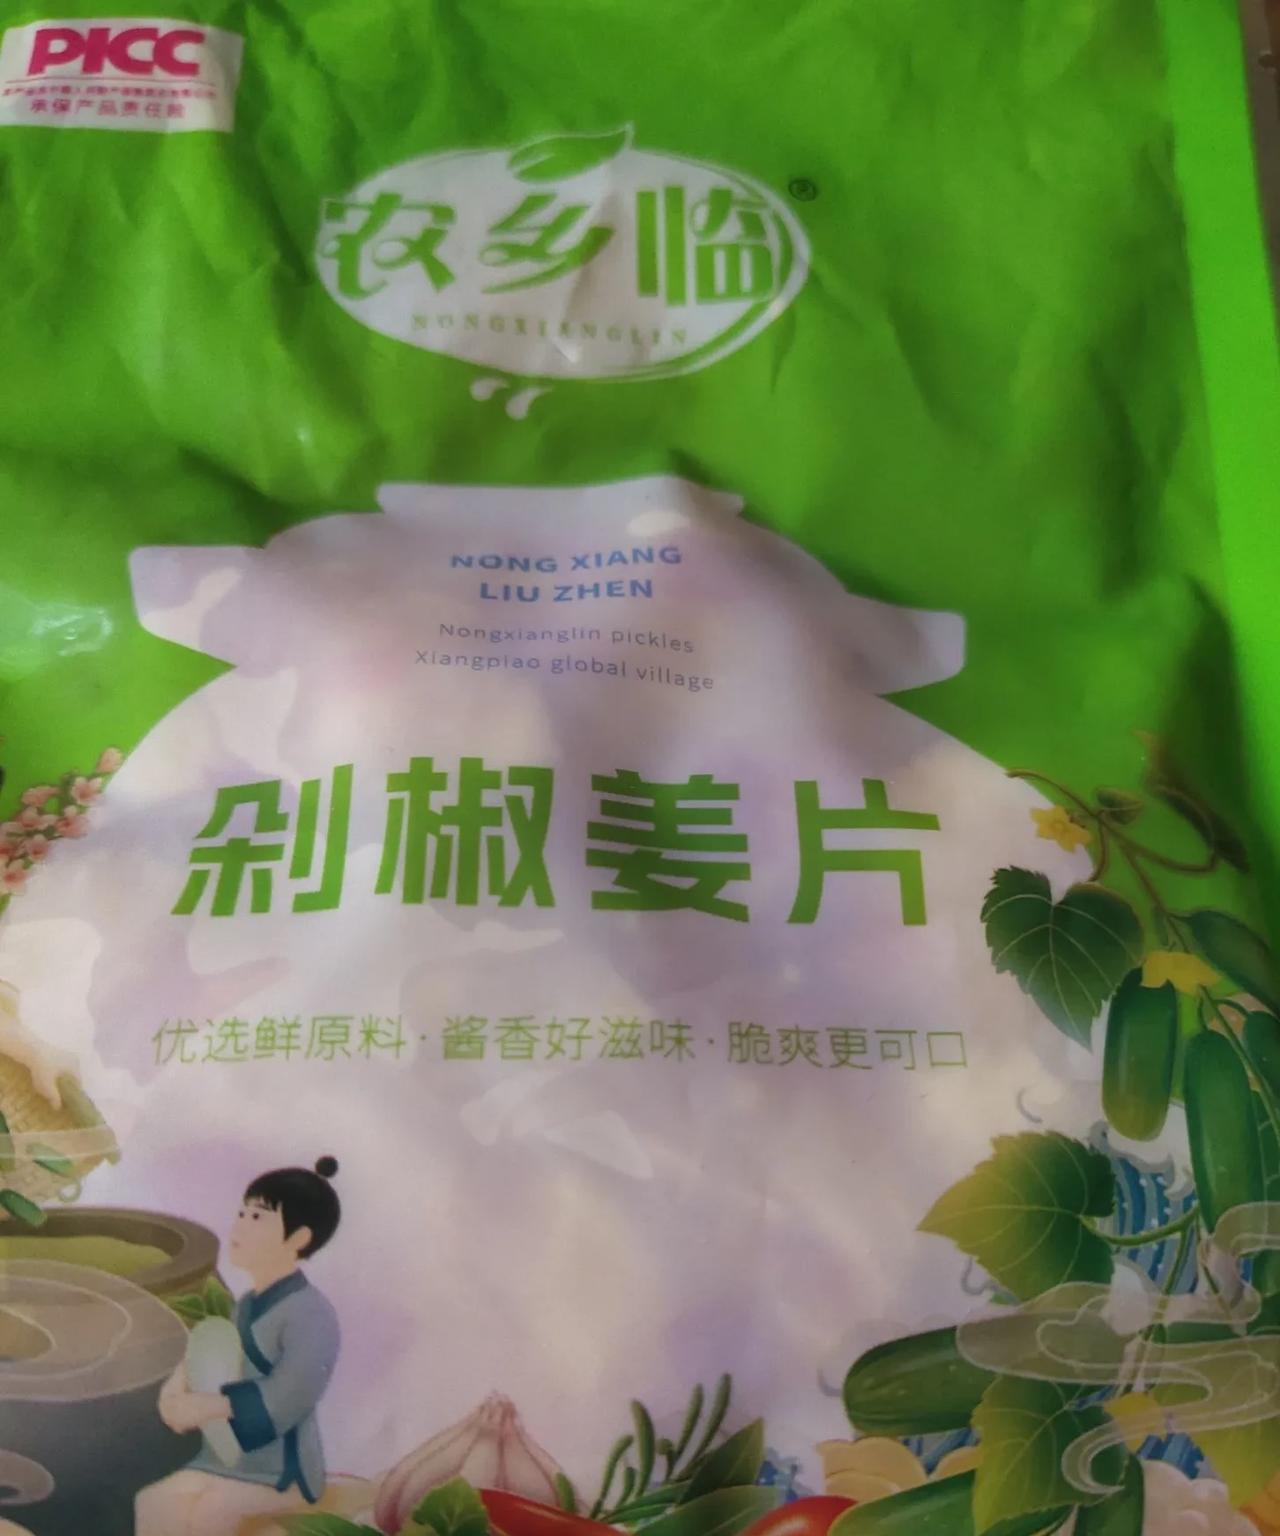 PICC
承保产品责任险
农乡临
®
NONGXIANGLIN
NONG XIANG
LIU ZHEN
Nongxianglin pickles
Xiangpiao global village
剁椒姜片
优选鲜原料·酱香好滋味·脆爽更可口